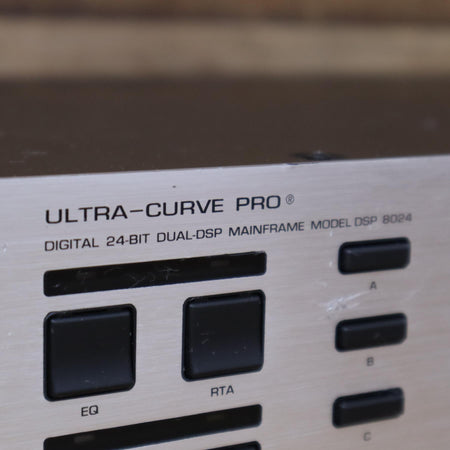 ULTRA-CURVE PRO®
DIGITAL 24-BIT DUAL-DSP MAINFRAME MODEL DSP 8024
A
B
EQ
RTA
C